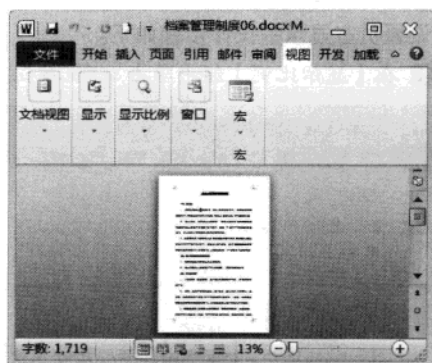 W 档案管理制度06.docxM..
文件 开始 插入 页面 引用 邮件 审阅 视图 开发 加载
文档视图 显示 显示比例 窗口 宏
宏
字数: 1,719 13%